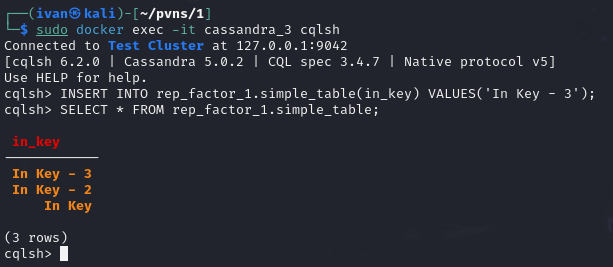 ┌──(ivan㉿kali)-[~/pvns/1]
└─$ sudo docker exec -it cassandra_3 cqlsh
Connected to Test Cluster at 127.0.0.1:9042
[cqlsh 6.2.0 | Cassandra 5.0.2 | CQL spec 3.4.7 | Native protocol v5]
Use HELP for help.
cqlsh> INSERT INTO rep_factor_1.simple_table(in_key) VALUES('In Key - 3');
cqlsh> SELECT * FROM rep_factor_1.simple_table;
in_key
------------
In Key - 3
In Key - 2
In Key
(3 rows)
cqlsh>